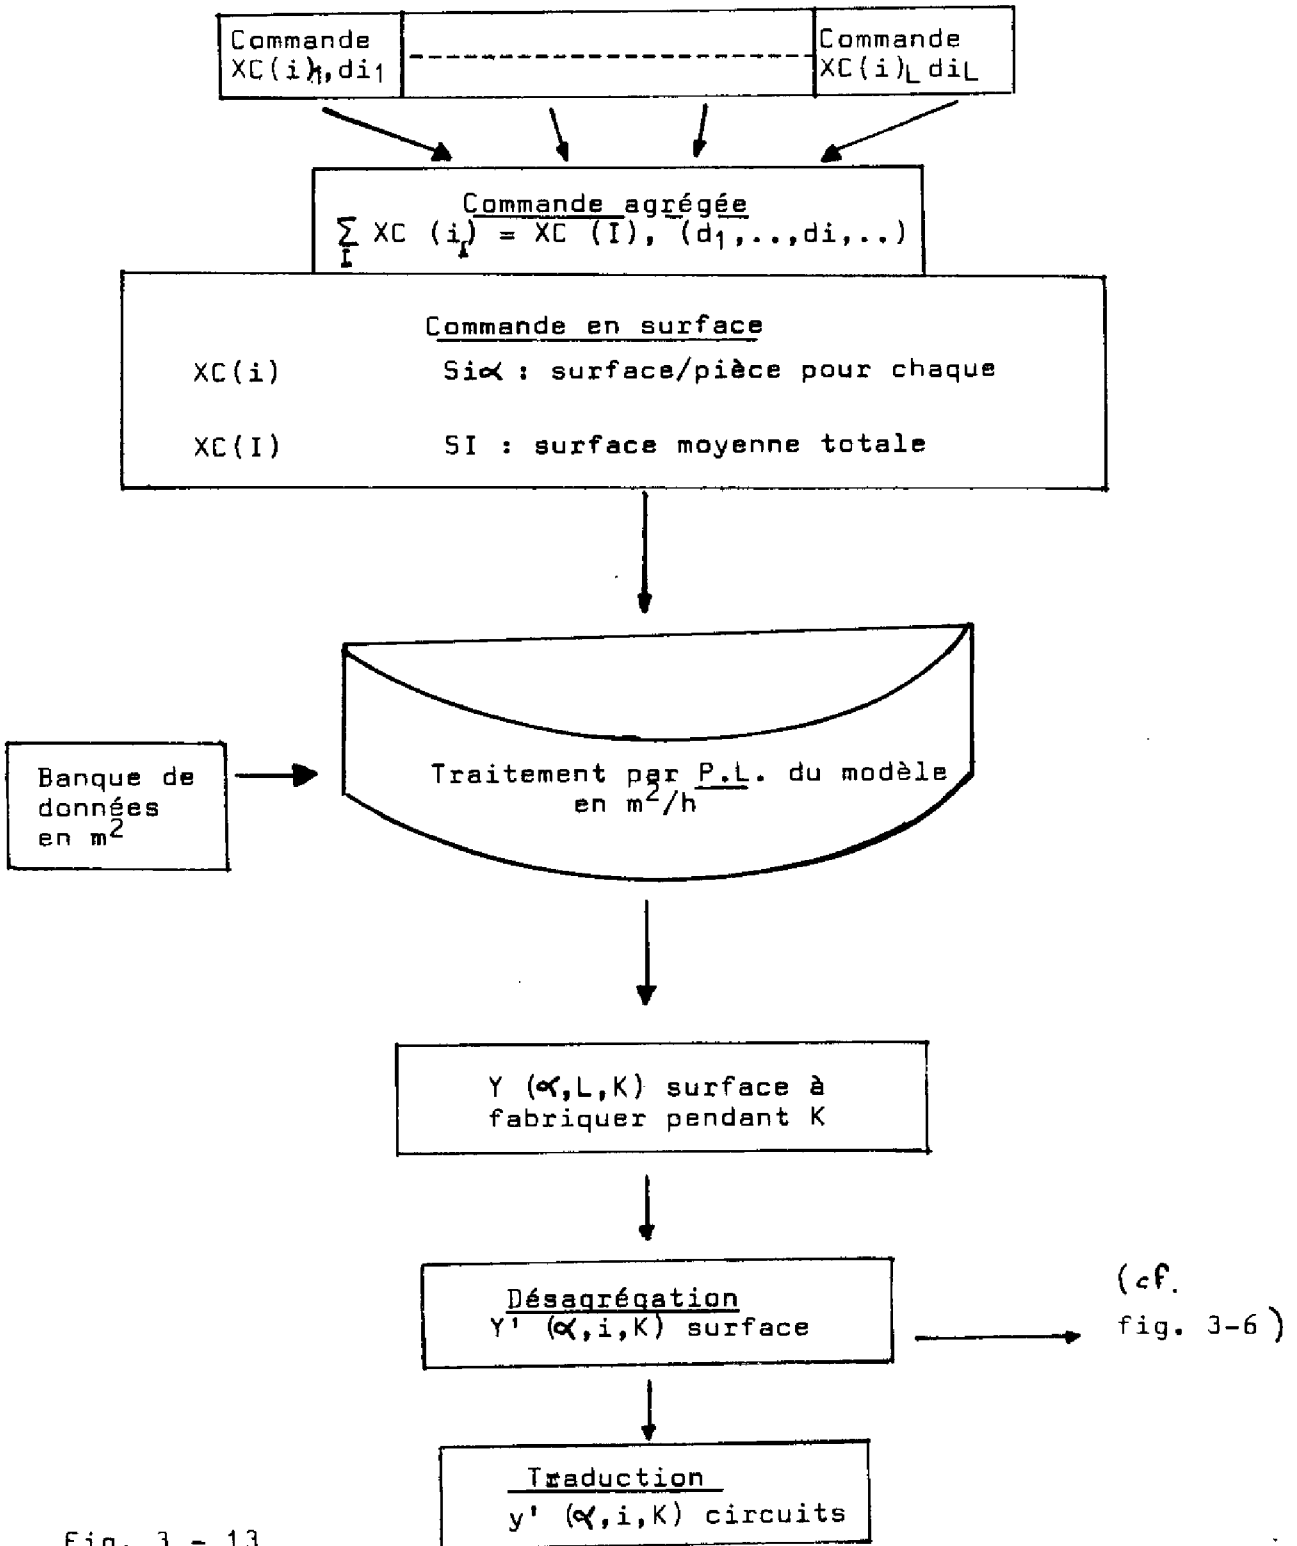 Commande
XC(i)1,di1
Commande
XC(i)L diL
Commande agrégée
∑ XC (iI) = XC (I), (d1,..,di,..)
I
Commande en surface
XC(i) Siα : surface/pièce pour chaque
XC(I) SI : surface moyenne totale
Banque de
données
en m2
Traitement par P.L. du modèle
en m2/h
Y (α,L,K) surface à
fabriquer pendant K
Désagrégation
Y' (α,i,K) surface
(cf.
fig. 3-6)
Traduction
y' (α,i,K) circuits
Fig. 3 - 13